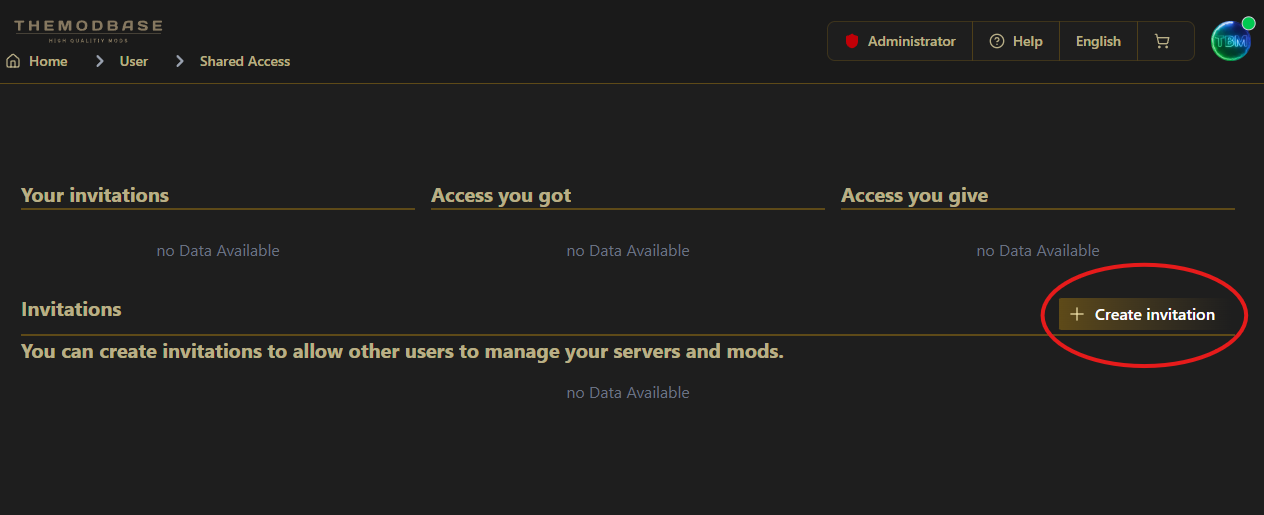 THEMODBASE
HIGH QUALITIY MODS
Administrator
Help
English
TBM
Home > User > Shared Access
Your invitations
Access you got
Access you give
no Data Available
no Data Available
no Data Available
Invitations
+ Create invitation
You can create invitations to allow other users to manage your servers and mods.
no Data Available